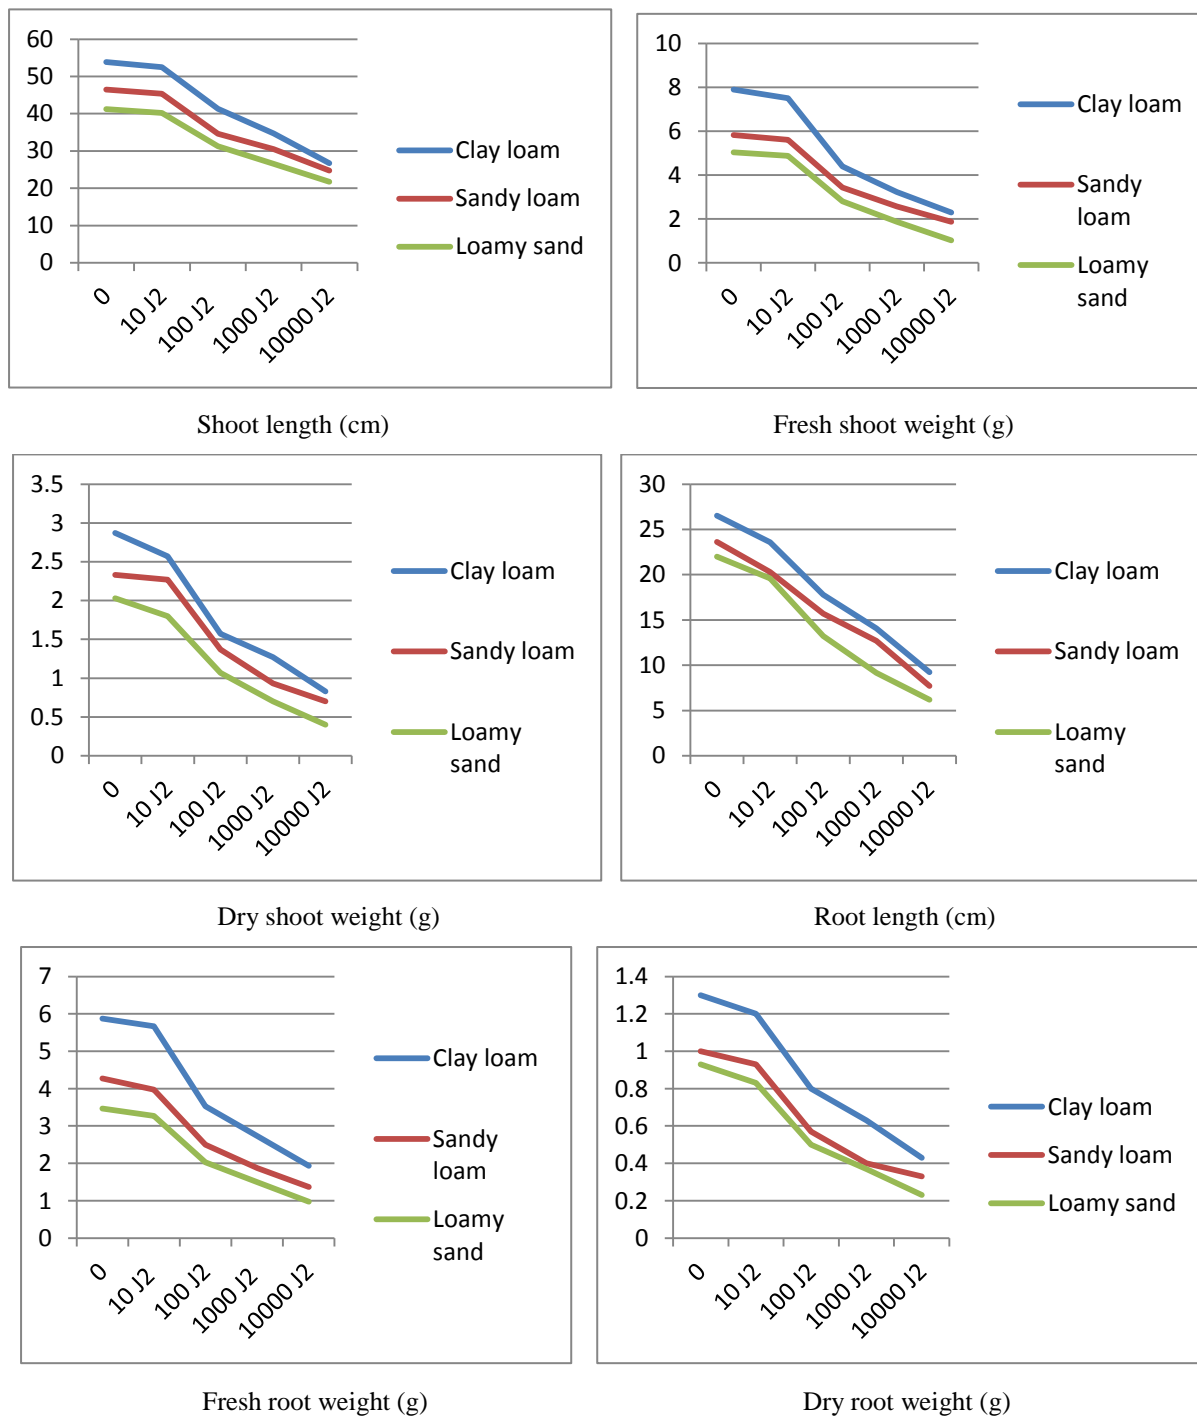 60
50
40
30
20
10
0
0
10 J2
100 J2
1000 J2
10000 J2
Clay loam
Sandy loam
Loamy sand
Shoot length (cm)
10
8
6
4
2
0
0
10 J2
100 J2
1000 J2
10000 J2
Clay loam
Sandy
loam
Loamy
sand
Fresh shoot weight (g)
3.5
3
2.5
2
1.5
1
0.5
0
0
10 J2
100 J2
1000 J2
10000 J2
Clay loam
Sandy loam
Loamy
sand
Dry shoot weight (g)
30
25
20
15
10
5
0
0
10 J2
100 J2
1000 J2
10000 J2
Clay loam
Sandy loam
Loamy
sand
Root length (cm)
7
6
5
4
3
2
1
0
0
10 J2
100 J2
1000 J2
10000 J2
Clay loam
Sandy
loam
Loamy
sand
Fresh root weight (g)
1.4
1.2
1
0.8
0.6
0.4
0.2
0
0
10 J2
100 J2
1000 J2
10000 J2
Clay loam
Sandy loam
Loamy sand
Dry root weight (g)